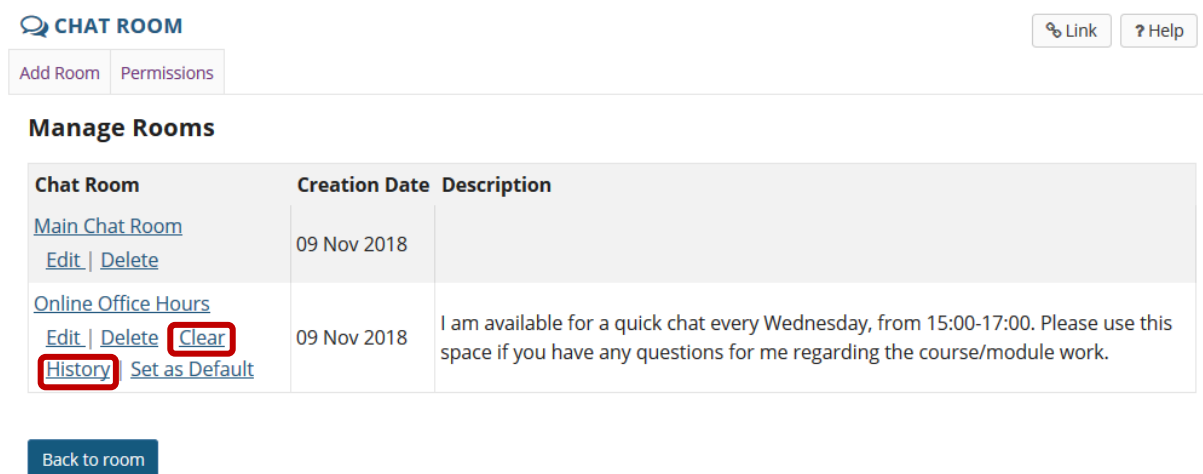 CHAT ROOM
Link
? Help
Add Room
Permissions
Manage Rooms
Chat Room
Creation Date
Description
Main Chat Room
Edit | Delete
09 Nov 2018
Online Office Hours
Edit | Delete Clear
History | Set as Default
09 Nov 2018
I am available for a quick chat every Wednesday, from 15:00-17:00. Please use this
space if you have any questions for me regarding the course/module work.
Back to room